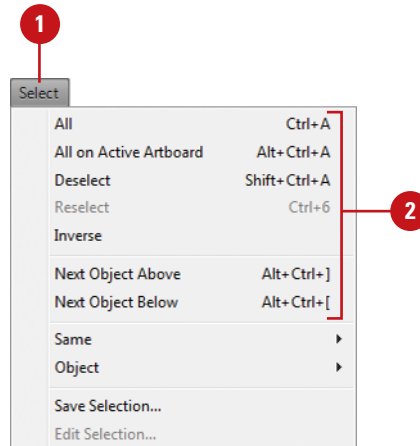 1
Select
All Ctrl+A
All on Active Artboard Alt+Ctrl+A
Deselect Shift+Ctrl+A
Reselect Ctrl+6
2
Inverse
Next Object Above Alt+Ctrl+]
Next Object Below Alt+Ctrl+[
Same
Object
Save Selection...
Edit Selection...